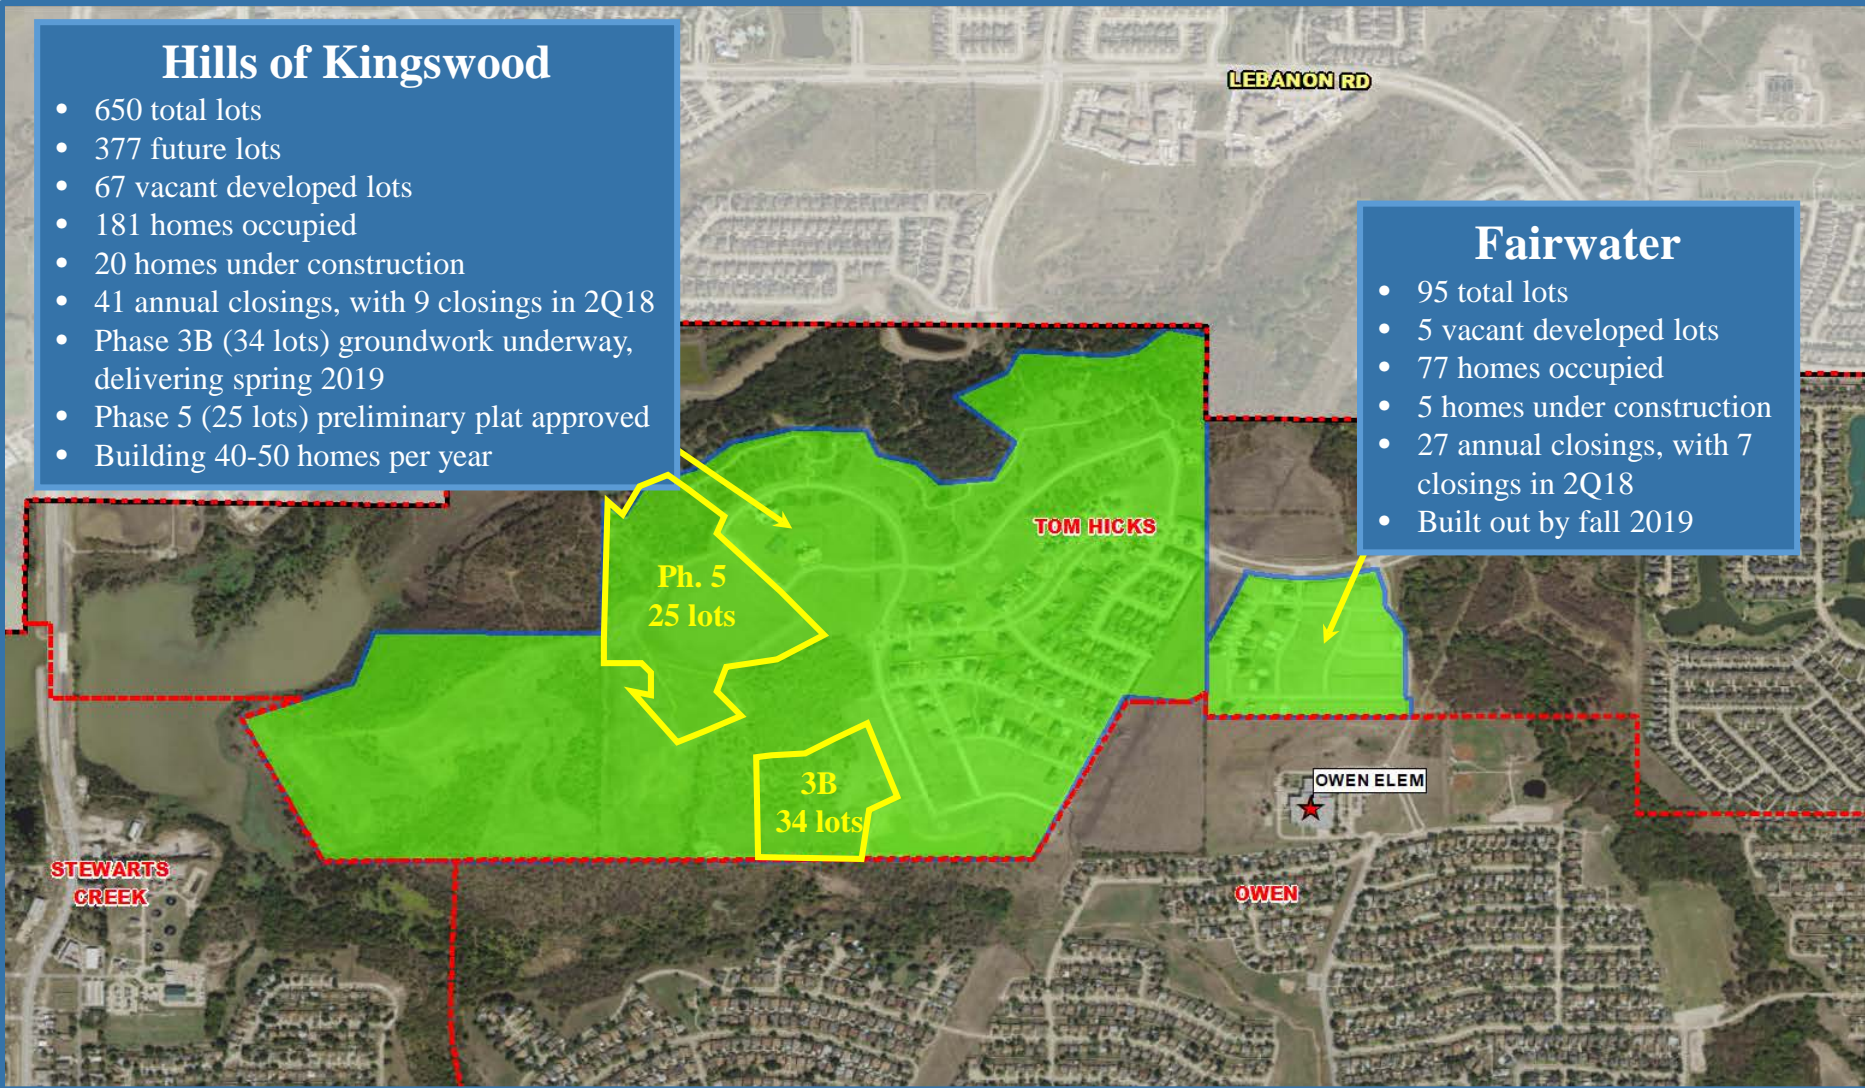 Hills of Kingswood
• 650 total lots
• 377 future lots
• 67 vacant developed lots
• 181 homes occupied
• 20 homes under construction
• 41 annual closings, with 9 closings in 2Q18
• Phase 3B (34 lots) groundwork underway,
delivering spring 2019
• Phase 5 (25 lots) preliminary plat approved
• Building 40-50 homes per year
LEBANON RD
Fairwater
• 95 total lots
• 5 vacant developed lots
• 77 homes occupied
• 5 homes under construction
• 27 annual closings, with 7
closings in 2Q18
• Built out by fall 2019
TOM HICKS
Ph. 5
25 lots
3B
34 lots
OWEN ELEM
STEWARTS
CREEK
OWEN